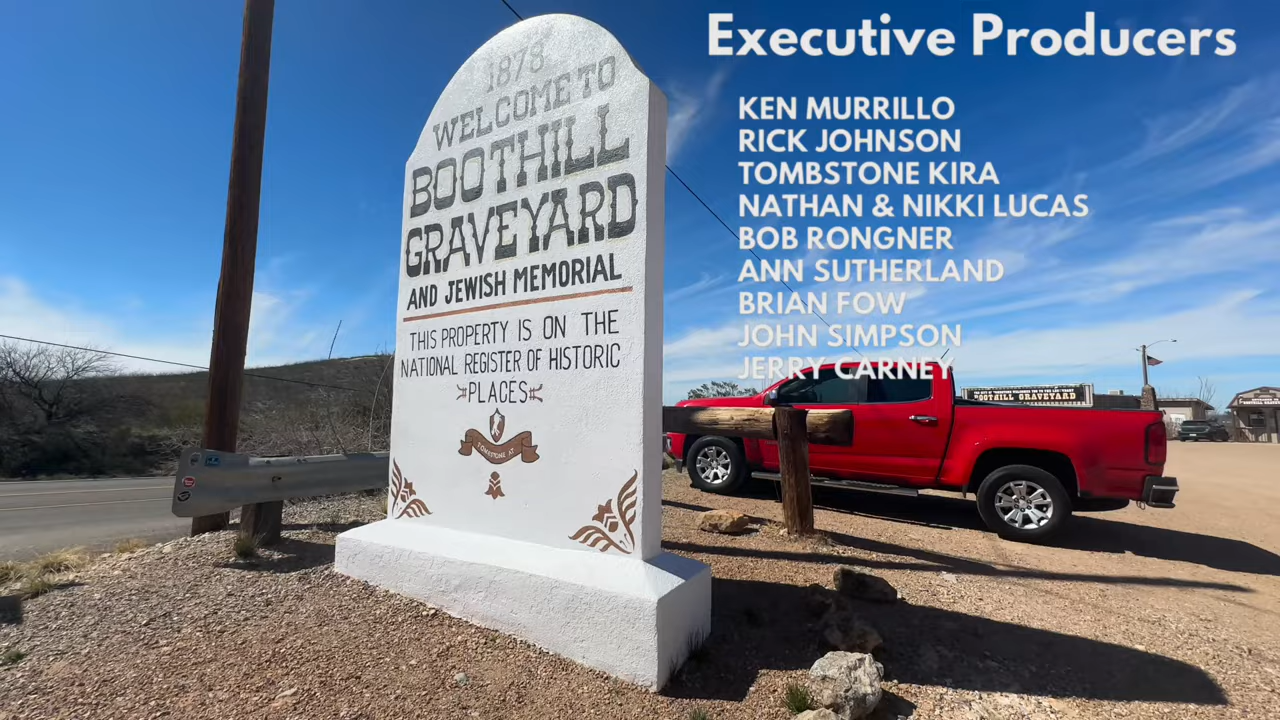 1878
WELCOME TO
BOOTHILL
GRAVEYARD
AND JEWISH MEMORIAL
THIS PROPERTY IS ON THE
NATIONAL REGISTER OF HISTORIC
PLACES
TOMBSTONE AZ
Executive Producers
KEN MURRILLO
RICK JOHNSON
TOMBSTONE KIRA
NATHAN & NIKKI LUCAS
BOB RONGNER
ANN SUTHERLAND
BRIAN FOW
JOHN SIMPSON
JERRY CARNEY
BOOTHILL GRAVEYARD